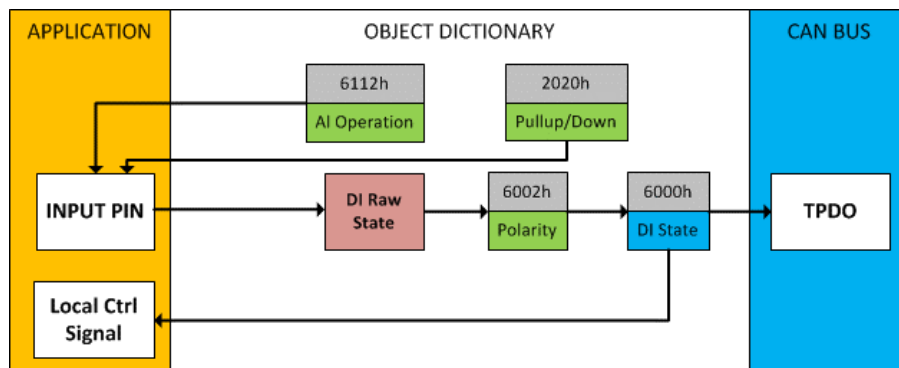 APPLICATION
OBJECT DICTIONARY
CAN BUS
6112h
AI Operation
2020h
Pullup/Down
INPUT PIN
DI Raw
State
6002h
Polarity
6000h
DI State
TPDO
Local Ctrl
Signal